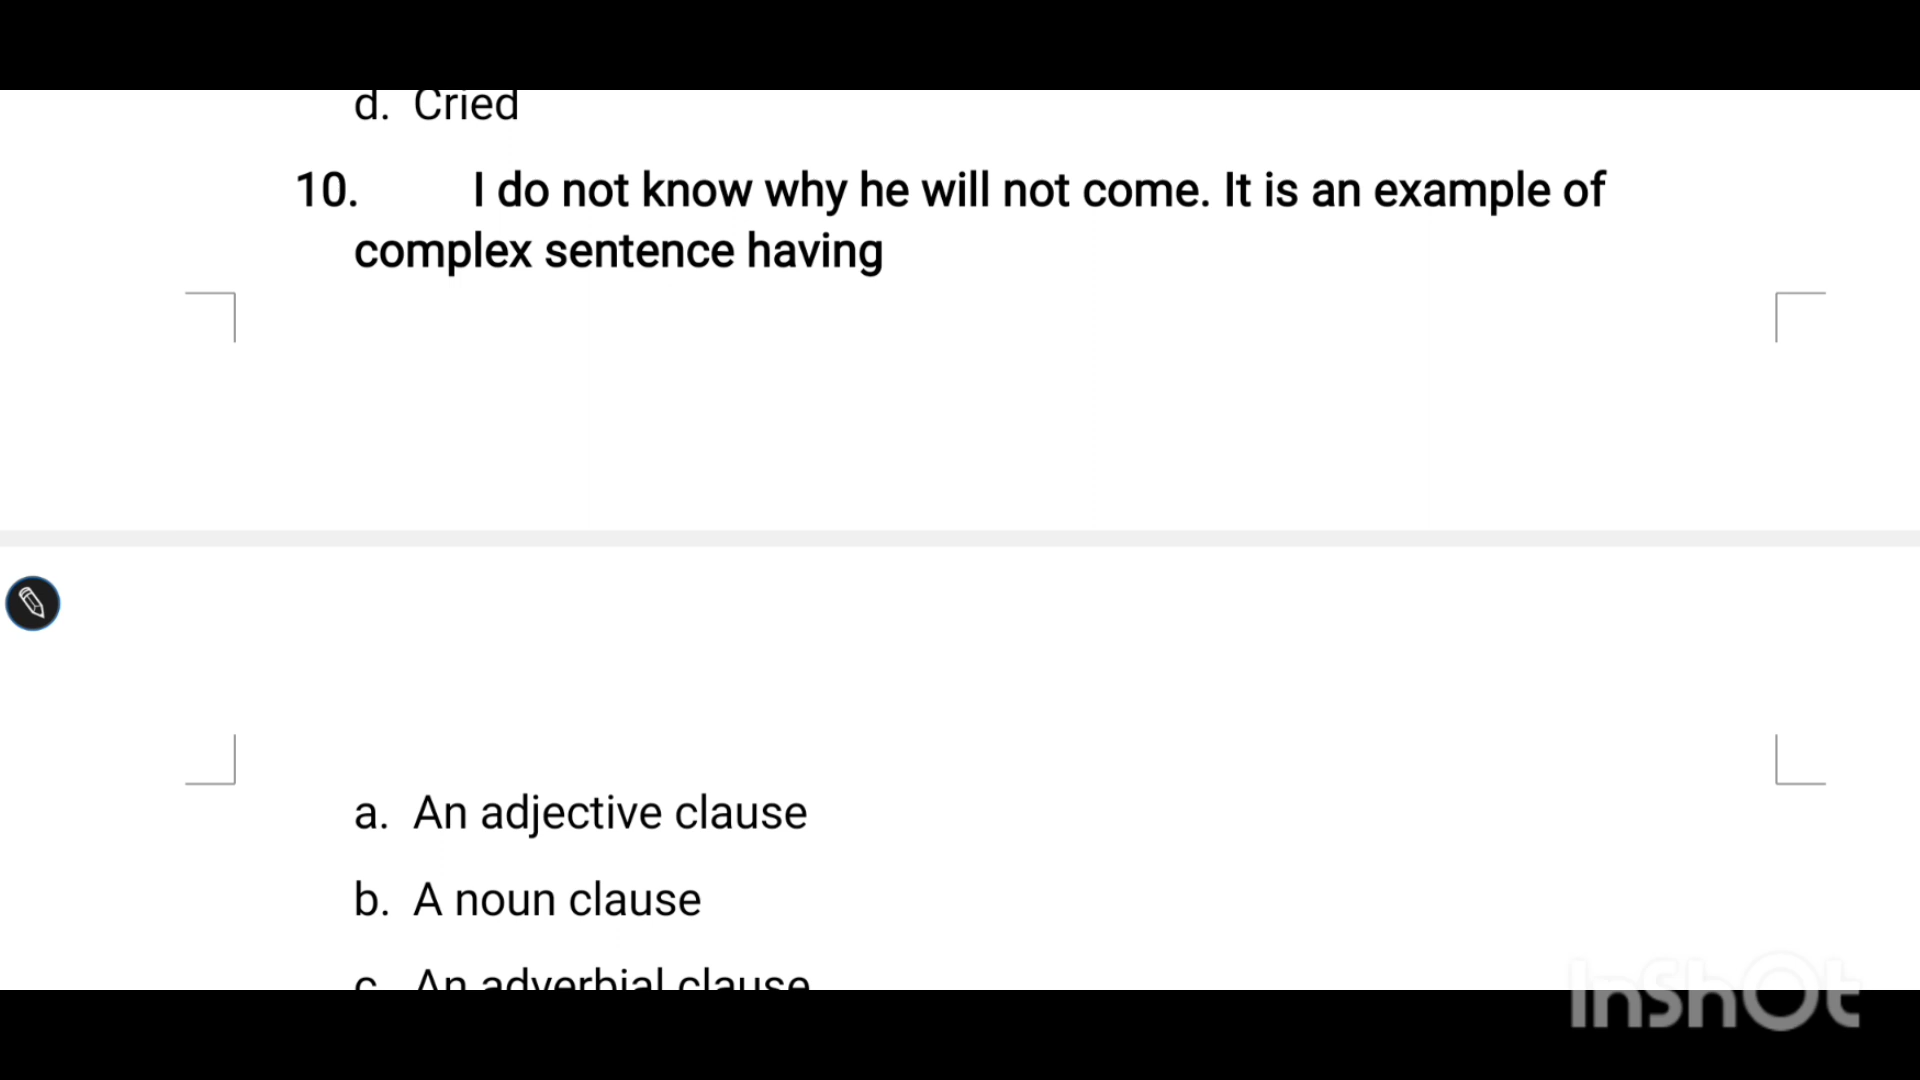 d. Cried
10. I do not know why he will not come. It is an example of
complex sentence having
a. An adjective clause
b. A noun clause
c. An adverbial clause
InShOt